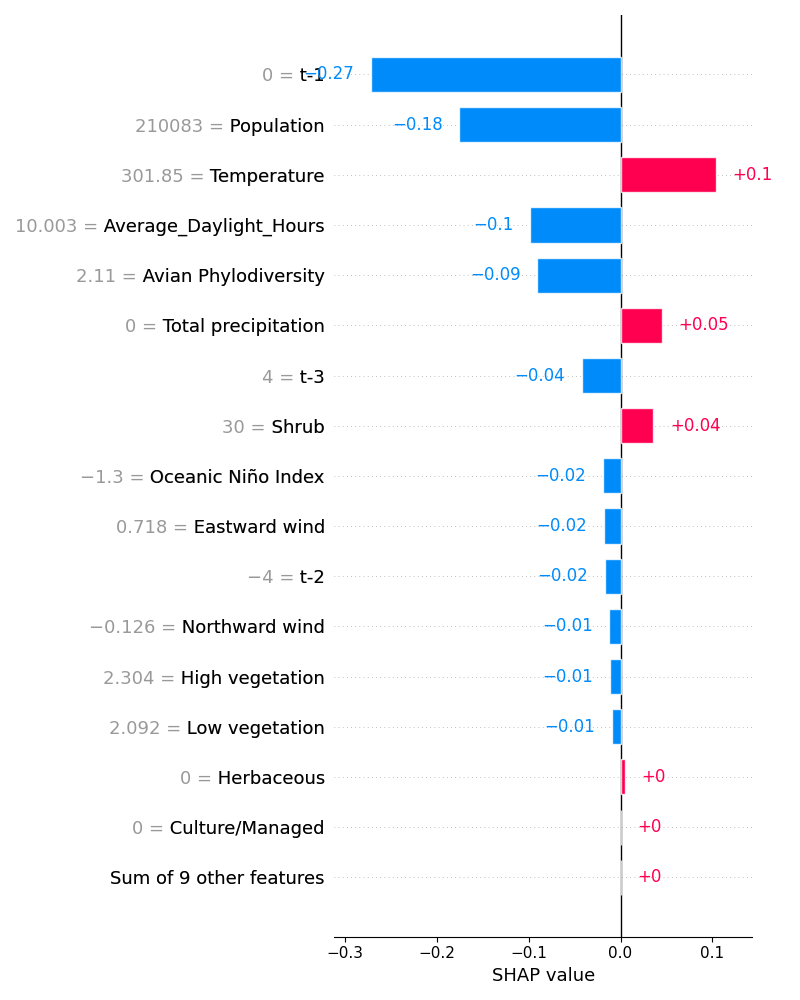 0 = t-1 −0.27
210083 = Population −0.18
301.85 = Temperature +0.1
10.003 = Average_Daylight_Hours −0.1
2.11 = Avian Phylodiversity −0.09
0 = Total precipitation +0.05
4 = t-3 −0.04
30 = Shrub +0.04
−1.3 = Oceanic Niño Index −0.02
0.718 = Eastward wind −0.02
−4 = t-2 −0.02
−0.126 = Northward wind −0.01
2.304 = High vegetation −0.01
2.092 = Low vegetation −0.01
0 = Herbaceous +0
0 = Culture/Managed +0
Sum of 9 other features +0
−0.3 −0.2 −0.1 0.0 0.1
SHAP value